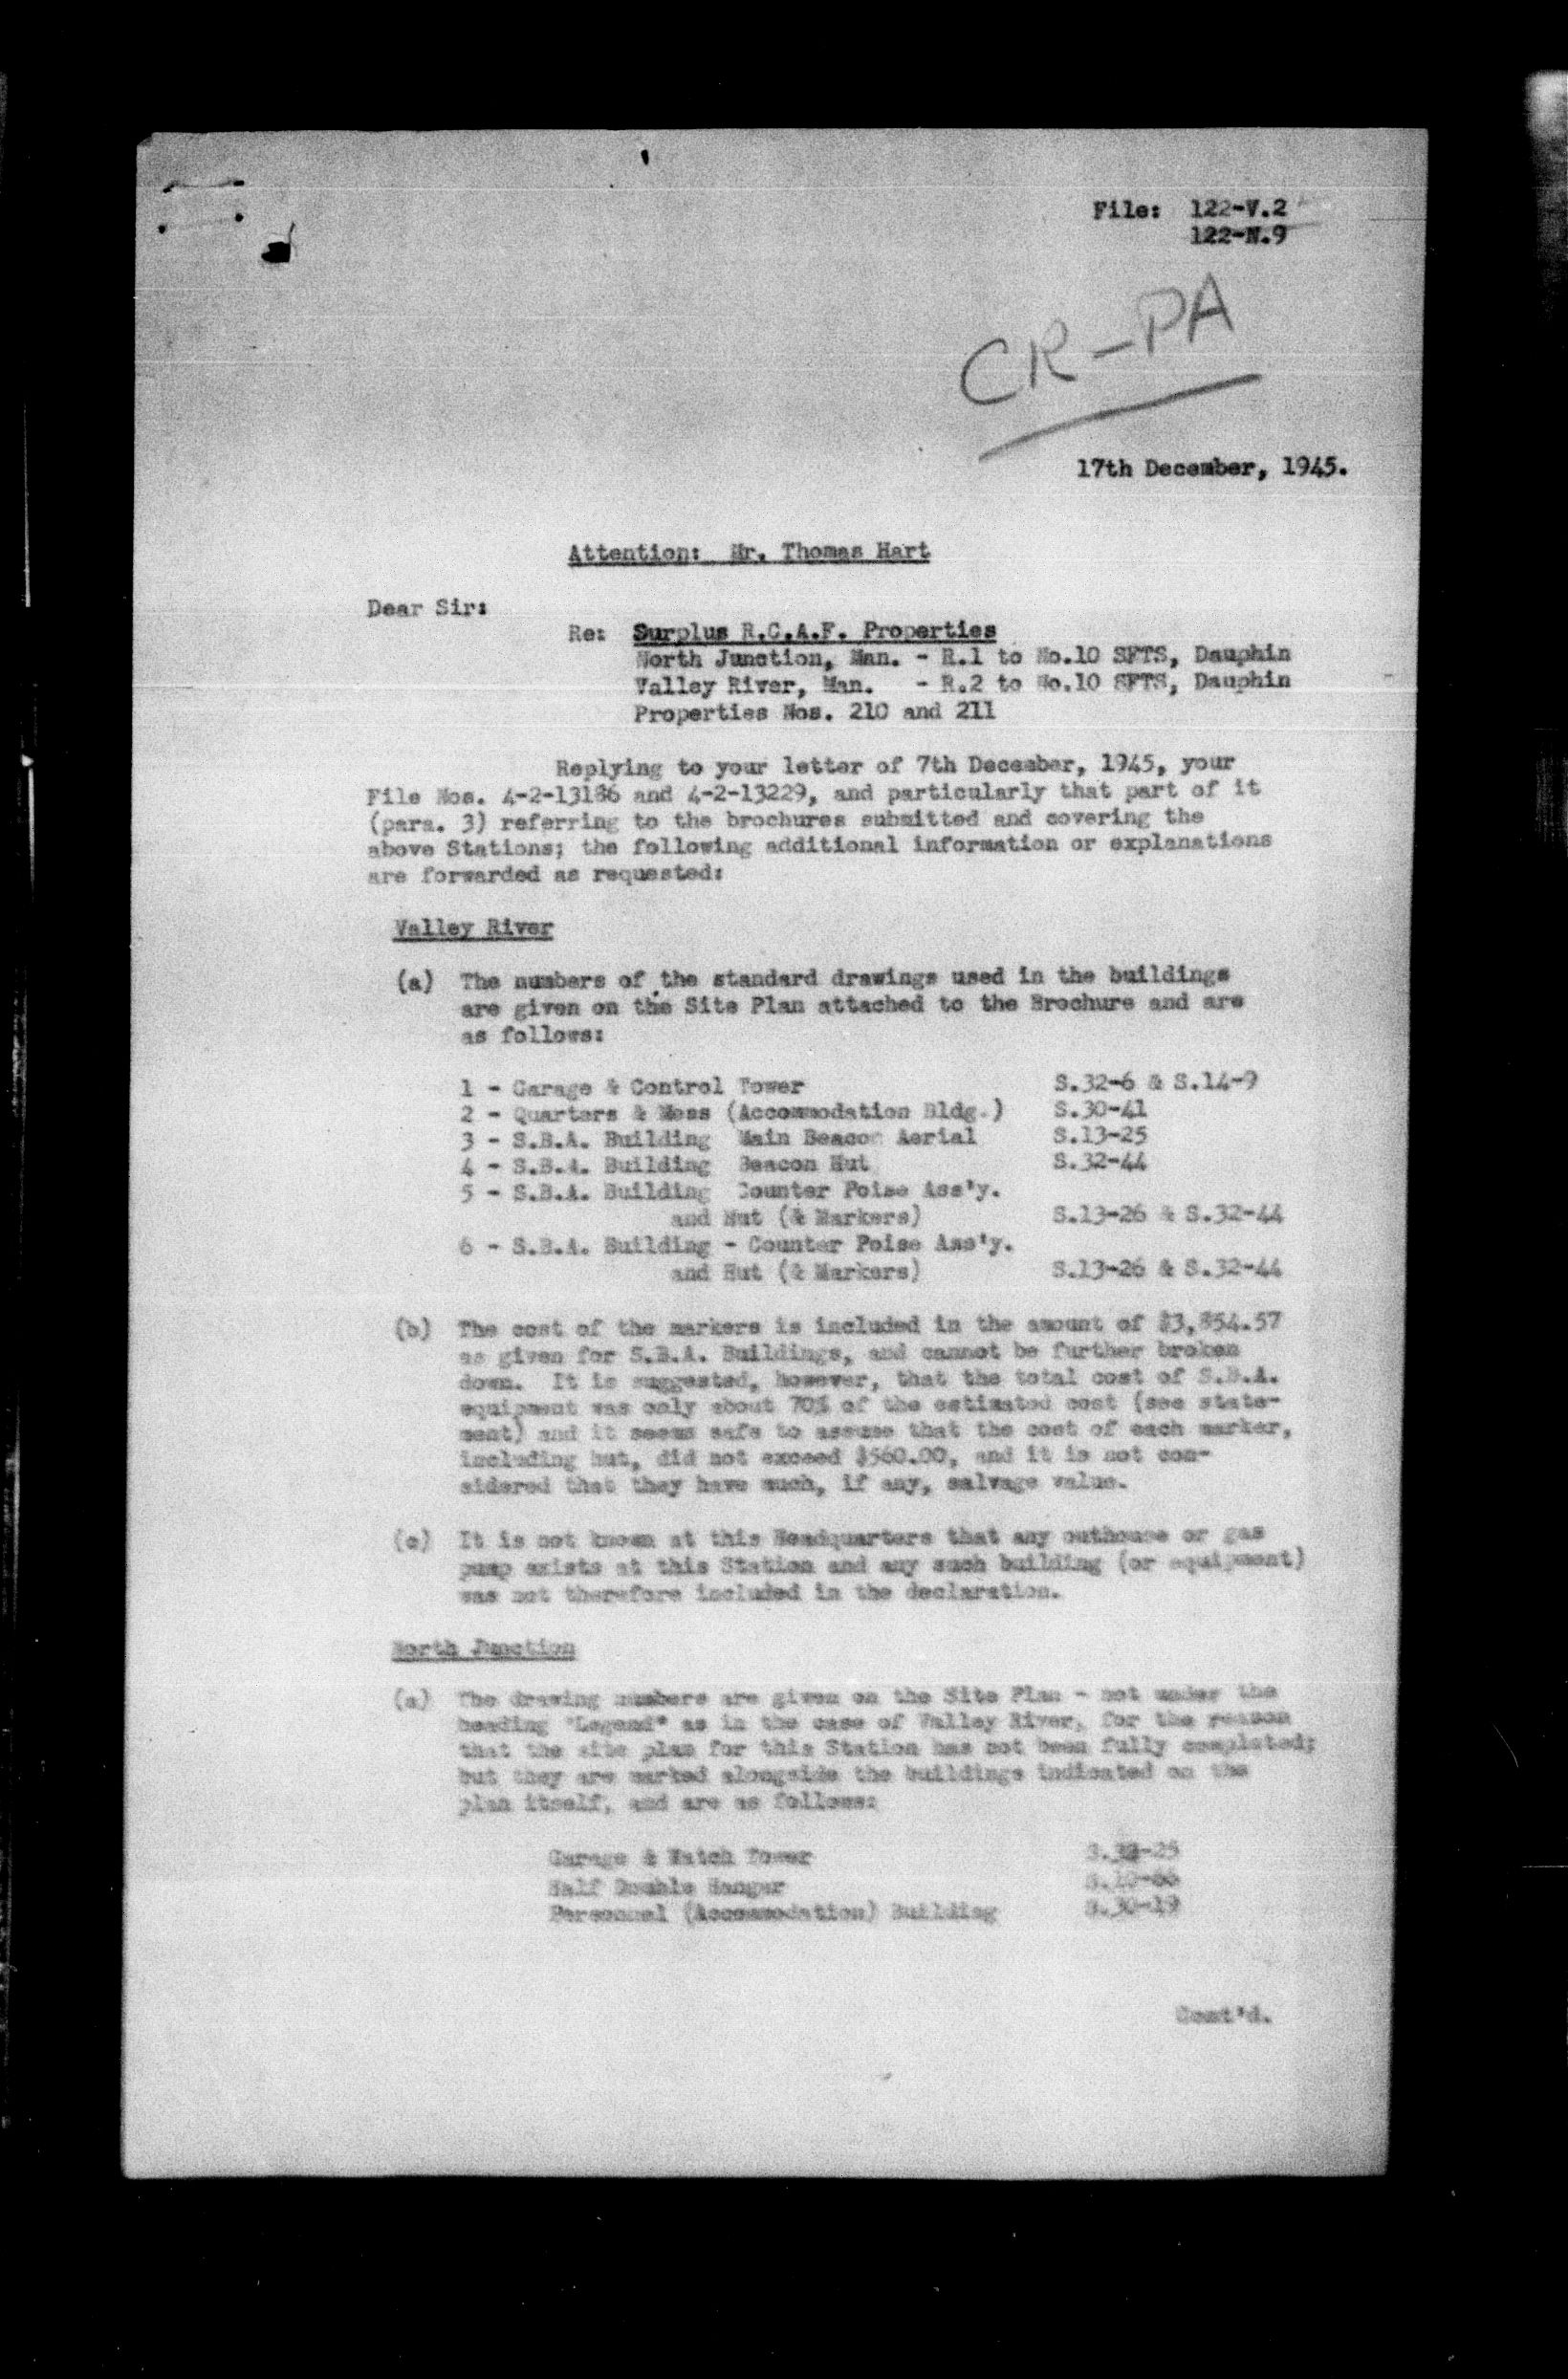 File: 122-V.2
122-N.9
CR-PA
17th December, 1945.
Attention: Mr. Thomas Hart
Dear Sir:
Re: Surplus R.C.A.F. Properties
North Junction, Man. - R.1 to No.10 SFTS, Dauphin
Valley River, Man. - R.2 to No.10 SFTS, Dauphin
Properties Nos. 210 and 211
Replying to your letter of 7th December, 1945, your
File Nos. 4-2-13186 and 4-2-13229, and particularly that part of it
(para. 3) referring to the brochures submitted and covering the
above Stations; the following additional information or explanations
are forwarded as requested:
Valley River
(a) The numbers of the standard drawings used in the buildings
are given on the Site Plan attached to the Brochure and are
as follows:
1 - Garage & Control Tower S.32-6 & S.14-9
2 - Quarters & Mess (Accommodation Bldg.) S.30-41
3 - S.B.A. Building Main Beacon Aerial S.13-25
4 - S.B.A. Building Beacon Hut S.32-44
5 - S.B.A. Building Counter Poise Ass'y.
and Hut (& Markers) S.13-26 & S.32-44
6 - S.B.A. Building - Counter Poise Ass'y.
and Hut (& Markers) S.13-26 & S.32-44
(b) The cost of the markers is included in the amount of $3,854.57
as given for S.B.A. Buildings, and cannot be further broken
down. It is suggested, however, that the total cost of S.B.A.
equipment was only about 70% of the estimated cost (see state-
ment) and it seems safe to assume that the cost of each marker,
including hut, did not exceed $560.00, and it is not con-
sidered that they have much, if any, salvage value.
(c) It is not known at this Headquarters that any outhouse or gas
pump exists at this Station and any such building (or equipment)
was not therefore included in the declaration.
North Junction
(a) The drawing numbers are given on the Site Plan - not under the
heading "Legend" as in the case of Valley River, for the reason
that the site plan for this Station has not been fully completed;
but they are marked alongside the buildings indicated on the
plan itself, and are as follows:
Garage & Watch Tower
Half Double Hangar
Personnel (Accommodation) Building S.30-19
Cont'd.